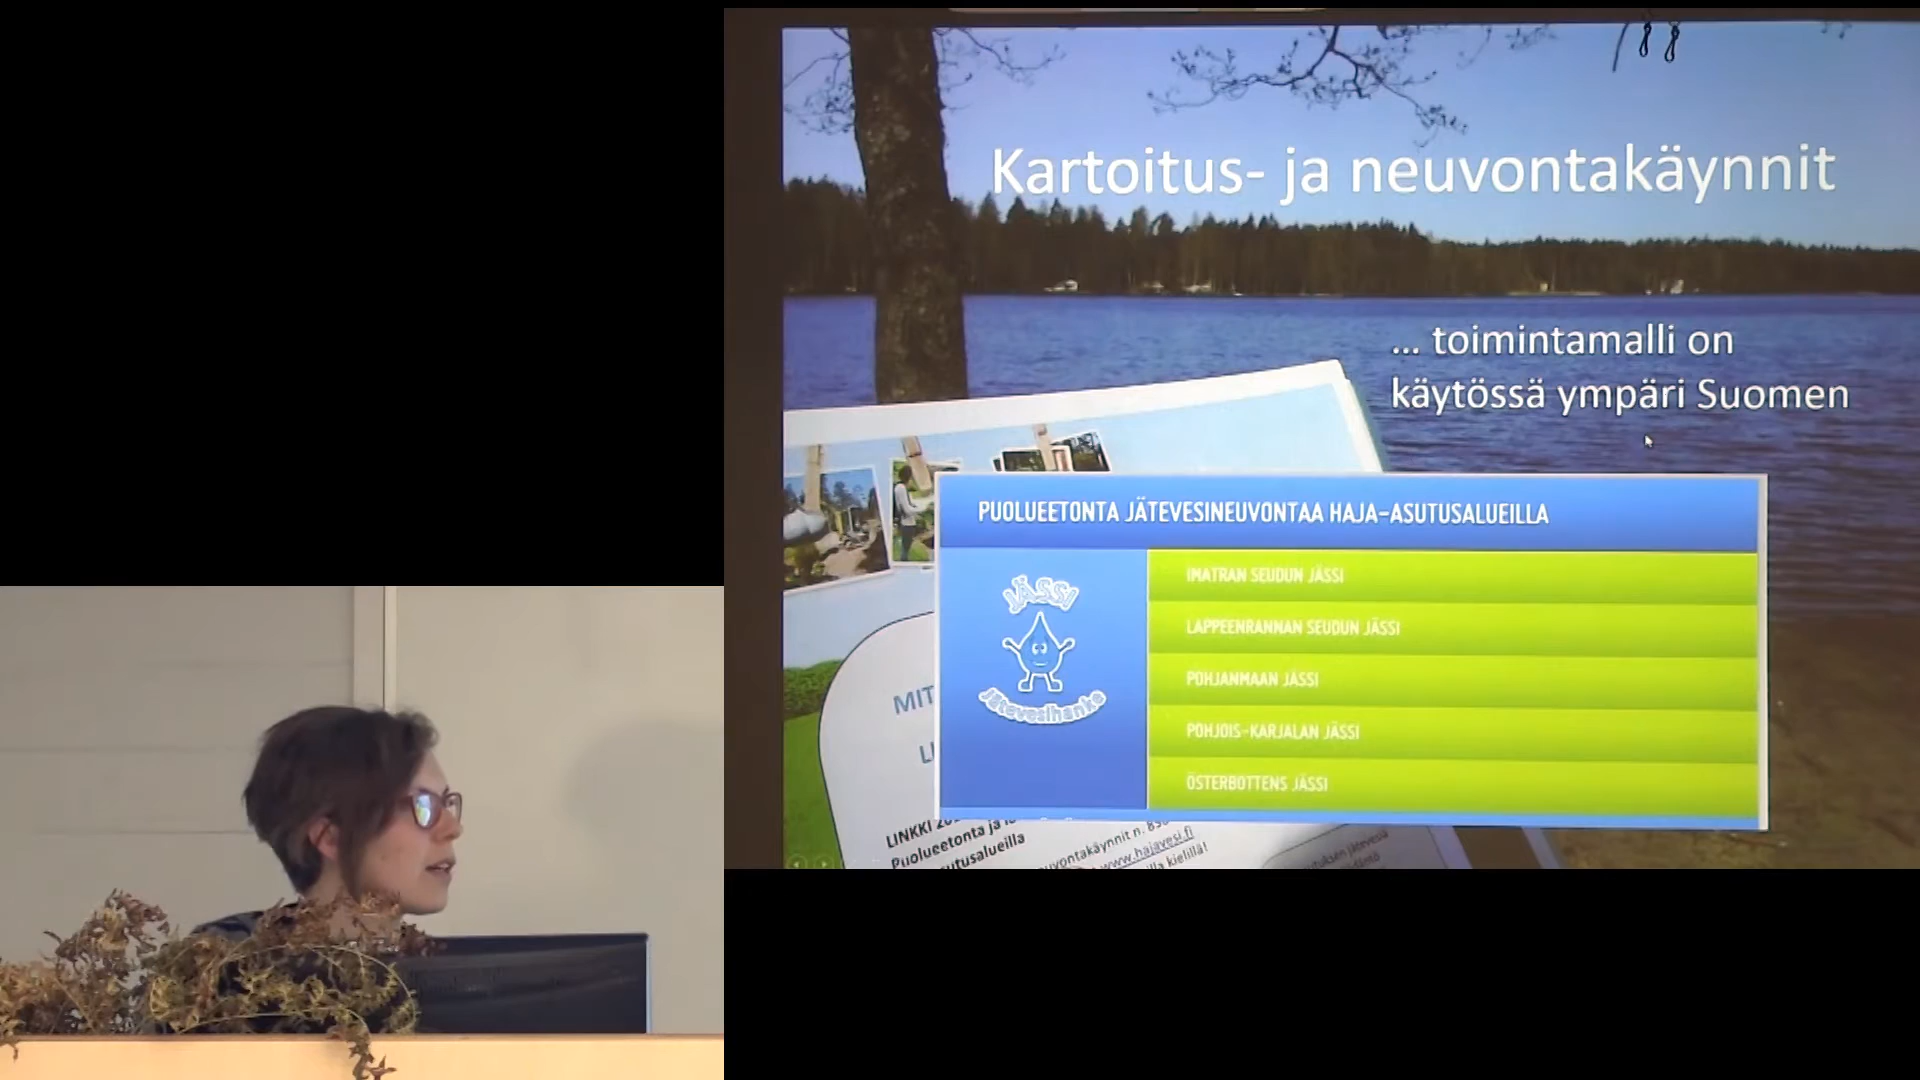 Kartoitus- ja neuvontakäynnit
... toimintamalli on
käytössä ympäri Suomen
PUOLUEETONTA JÄTEVESINEUVONTAA HAJA-ASUTUSALUEILLA
JÄSSI
Jätevesihanke
IMATRAN SEUDUN JÄSSI
LAPPEENRANNAN SEUDUN JÄSSI
POHJANMAAN JÄSSI
POHJOIS-KARJALAN JÄSSI
ÖSTERBOTTENS JÄSSI
MIT
LINKKI
Puolueetonta ja
www.hajavesi.fi
kielillä!